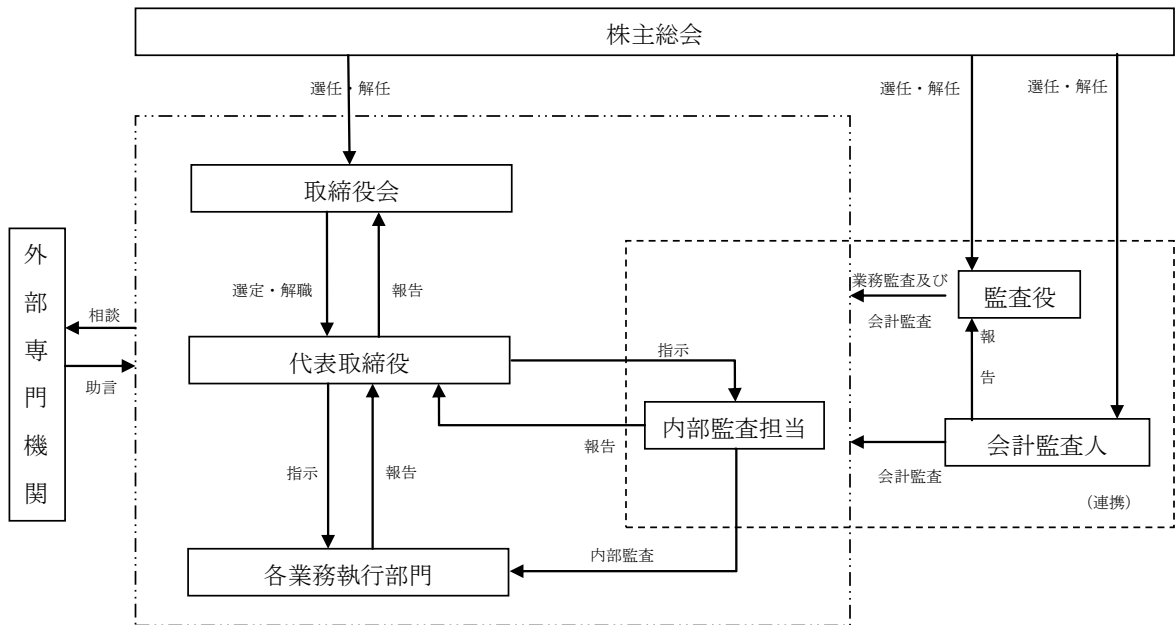 株主総会
選任・解任
選任・解任
選任・解任
取締役会
外部専門機関
選定・解職
報告
業務監査及び
会計監査
監査役
相談
助言
代表取締役
指示
報告
内部監査担当
報告
会計監査人
会計監査
(連携)
指示
報告
内部監査
各業務執行部門